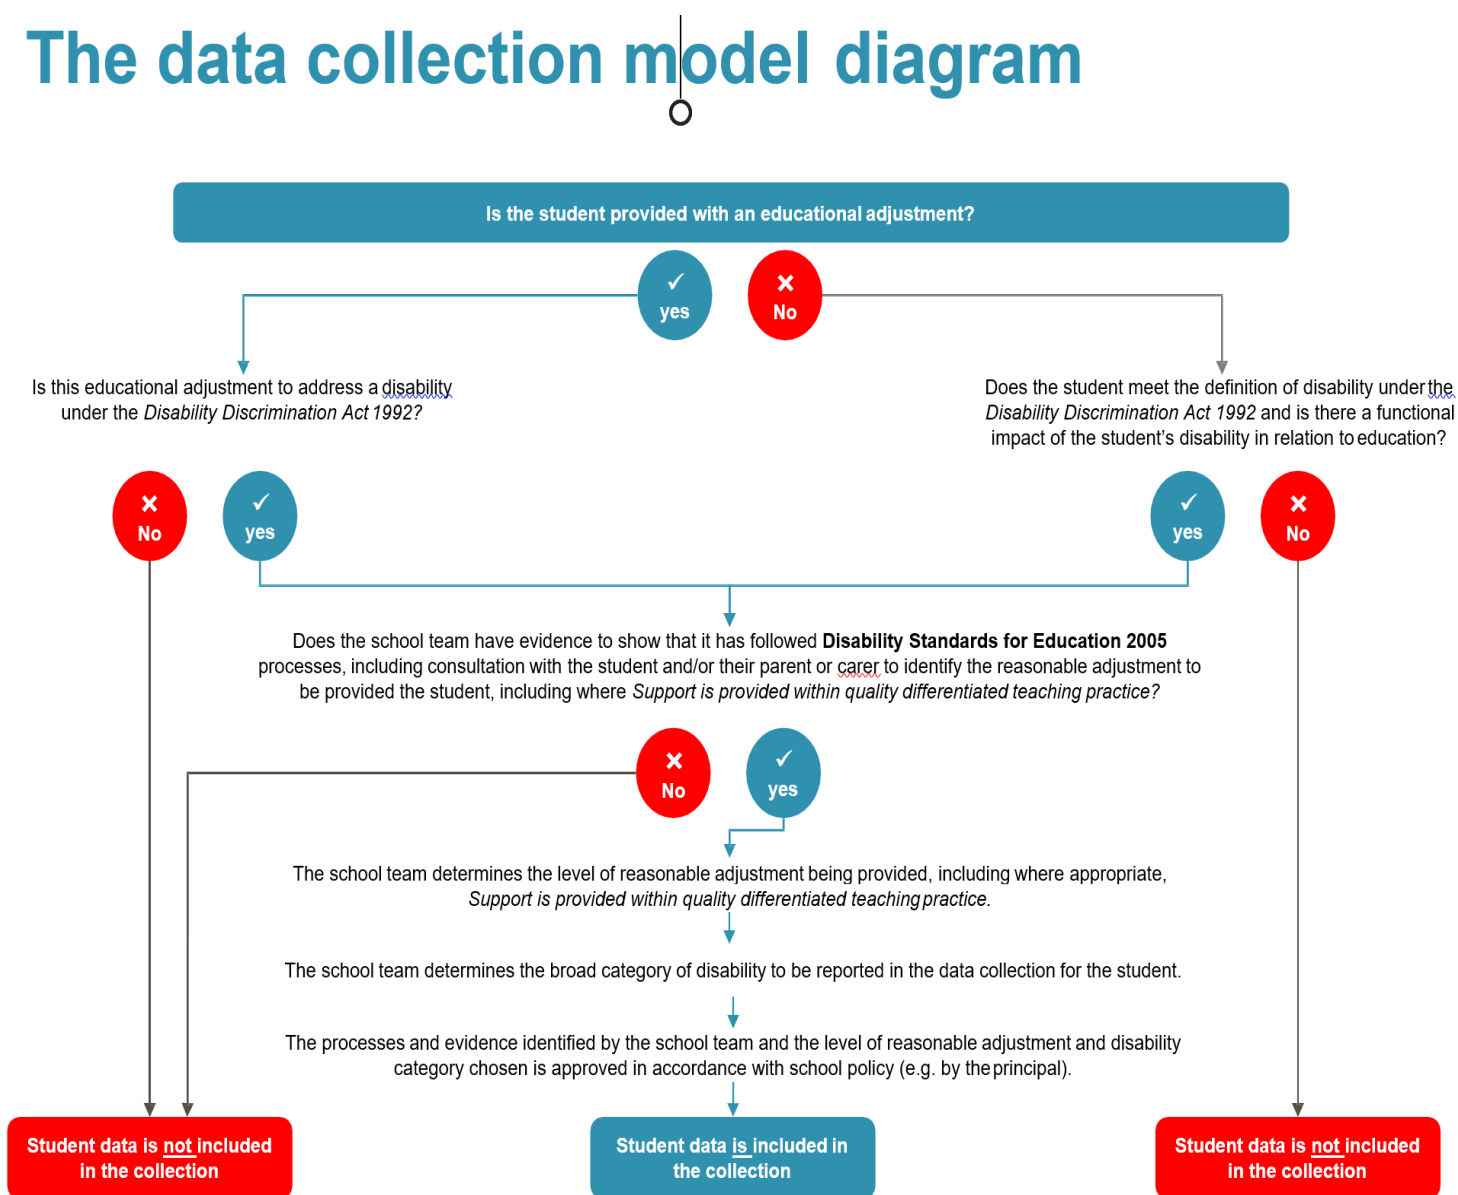 The data collection model diagram
Is the student provided with an educational adjustment?
yes
No
Is this educational adjustment to address a disability
under the Disability Discrimination Act 1992?
Does the student meet the definition of disability under the
Disability Discrimination Act 1992 and is there a functional
impact of the student's disability in relation to education?
No
yes
yes
No
Does the school team have evidence to show that it has followed Disability Standards for Education 2005
processes, including consultation with the student and/or their parent or carer to identify the reasonable adjustment to
be provided the student, including where Support is provided within quality differentiated teaching practice?
No
yes
The school team determines the level of reasonable adjustment being provided, including where appropriate,
Support is provided within quality differentiated teaching practice.
The school team determines the broad category of disability to be reported in the data collection for the student.
The processes and evidence identified by the school team and the level of reasonable adjustment and disability
category chosen is approved in accordance with school policy (e.g. by the principal).
Student data is not included
in the collection
Student data is included in
the collection
Student data is not included
in the collection